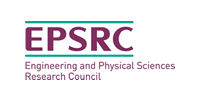 EPSRC
Engineering and Physical Sciences
Research Council